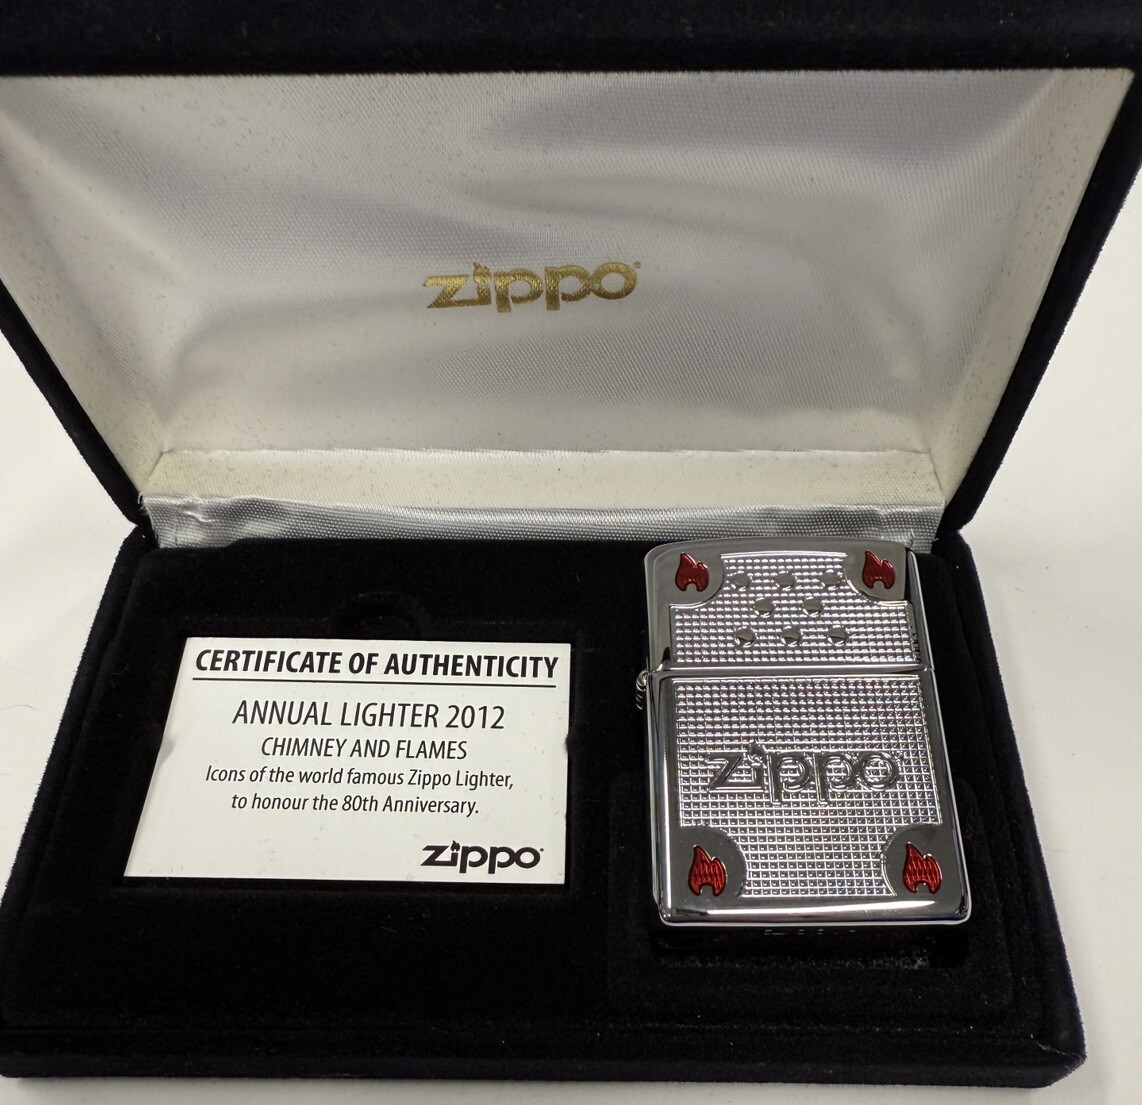 zippo
CERTIFICATE OF AUTHENTICITY
ANNUAL LIGHTER 2012
CHIMNEY AND FLAMES
Icons of the world famous Zippo Lighter,
to honour the 80th Anniversary.
zippo
zippo